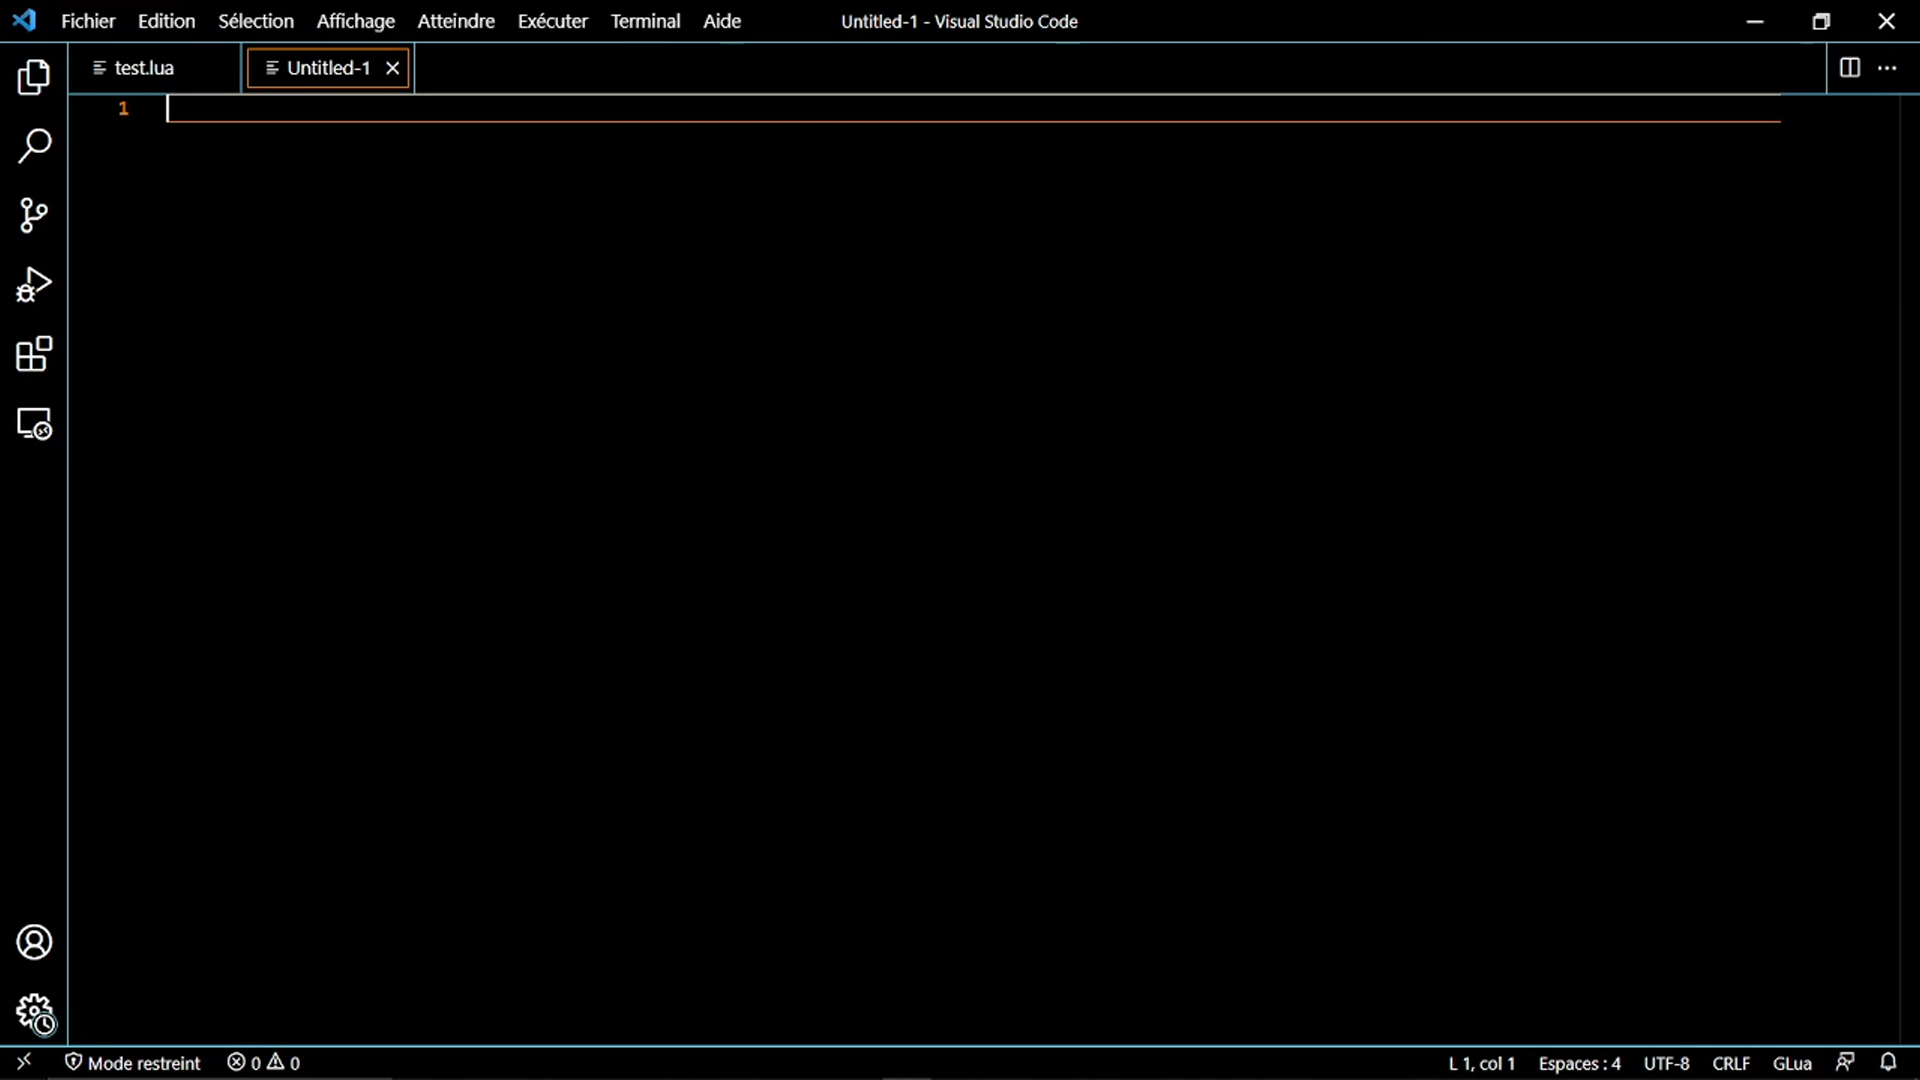 Fichier Edition Sélection Affichage Atteindre Exécuter Terminal Aide Untitled-1 - Visual Studio Code
test.lua Untitled-1
1
Mode restreint 0 0 L 1, col 1 Espaces : 4 UTF-8 CRLF GLua